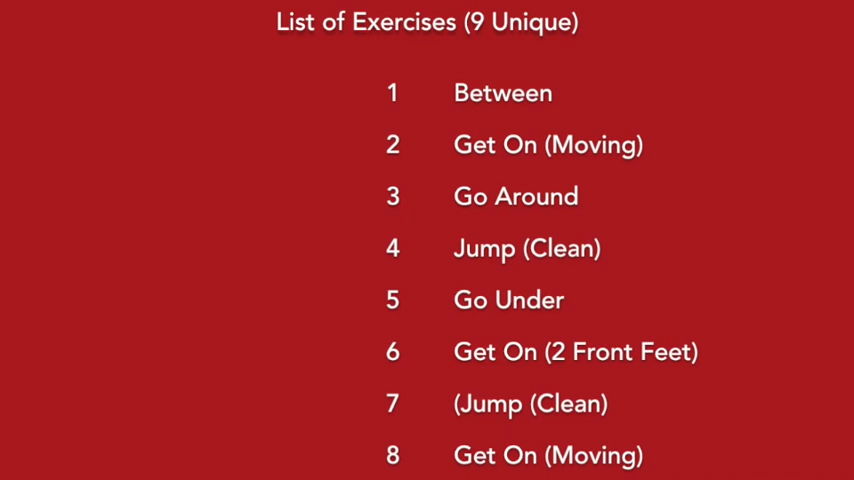 List of Exercises (9 Unique)
1 Between
2 Get On (Moving)
3 Go Around
4 Jump (Clean)
5 Go Under
6 Get On (2 Front Feet)
7 (Jump (Clean)
8 Get On (Moving)